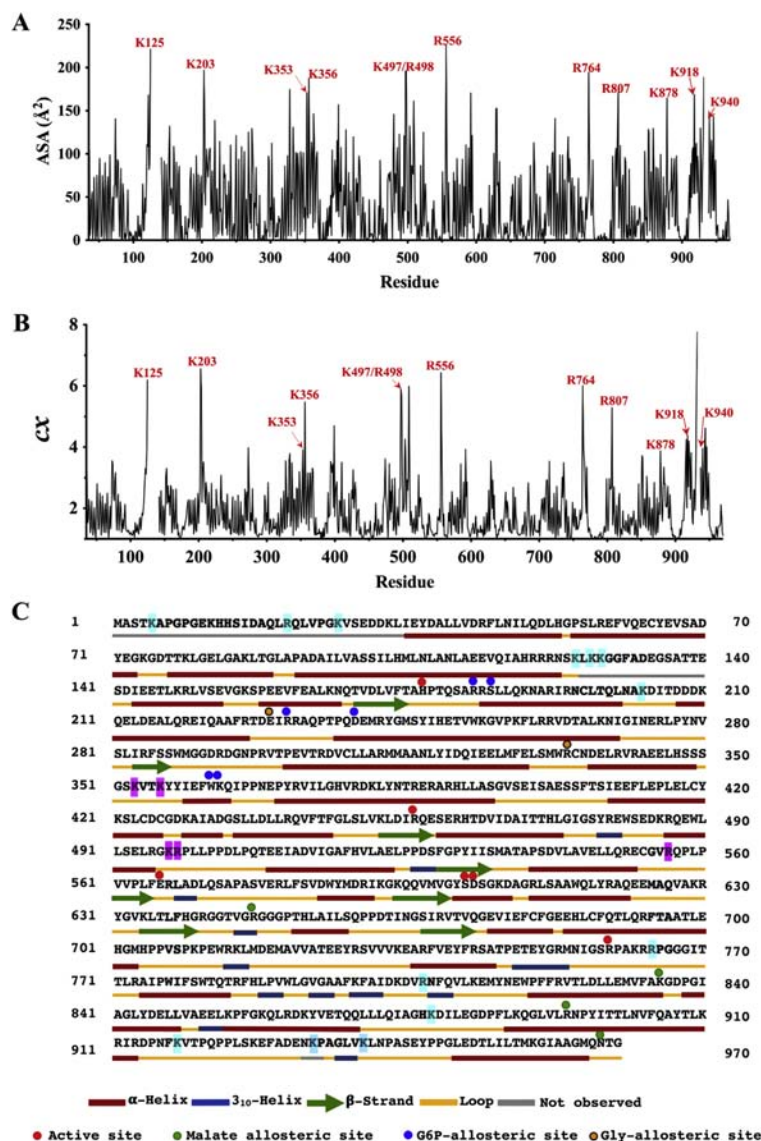 A
250
200
150
100
50
0
ASA (Å²)
K125
K203
K353
K356
K497/R498
R556
R764
R807
K878
K918
K940
100 200 300 400 500 600 700 800 900
Residue
B
8
6
4
2
cx
K125
K203
K353
K356
K497/R498
R556
R764
R807
K878
K918
K940
100 200 300 400 500 600 700 800 900
Residue
C
1 MASTKAPGPGEKHHSIDAQLRQLVPGKVSEDDKLIEYDALLVDRFLNILQDLHGPSLREFVQECYEVSAD 70
71 YEGKGDTTKLGELGAKLTGLAPADAILVASSILHMLNLANLAEEVQIAHRRRNSKLKKGGFADEGSATTE 140
141 SDIEETLKRLVSEVGKSPEEVFEALKNQTVDLVFTAHPTQSARRSLLQKNARIRNCLTQLNAKDITDDDK 210
211 QELDEALQREIQAAFRTDEIRRAQPTPQDEMRYGMSYIHETVWKGVPKFLRRVDTALKNIGINERLPYNV 280
281 SLIRFSSWMGGDRDGNPRVTPEVTRDVCLLARMMAANLYIDQIEELMFELSMWRCNDELRVRAEELHSSS 350
351 GSKVTKYYIEFWKQIPPNEPYRVILGHVRDKLYNTRERARHLLASGVSEISAESSFTSIEEFLEPLELCY 420
421 KSLCDCGDKAIADGSLLDLLRQVFTFGLSLVKLDIRQESERHTDVIDAITTHLGIGSYREWSEDKRQEWL 490
491 LSELRGKRPLLPPDLPQTEEIADVIGAFHVLAELPPDSFGPYIISMATAPSDVLAVELLQRECGVRQPLP 560
561 VVPLFERLADLQSAPASVERLFSVDWYMDRIKGKQQVMVGYSDSGKDAGRLSAAWQLYRAQEEMAQVAKR 630
631 YGVKLTLFHGRGGTVGRGGGPTHLAILSQPPDTINGSIRVTVQGEVIEFCFGEEHLCFQTLQRFTAATLE 700
701 HGMHPPVSPKPEWRKLMDEMAVVATEEYRSVVVKEARFVEYFRSATPETEYGRMNIGSRPAKRRPGGGIT 770
771 TLRAIPWIFSWTQTRFHLPVWLGVGAAFKFAIDKDVRNFQVLKEMYNEWPFFRVTLDLLEMVFAKGDPGI 840
841 AGLYDELLVAEELKPFGKQLRDKYVETQQLLLQIAGHKDILEGDPFLKQGLVLRNPYITTLNVFQAYTLK 910
911 RIRDPNFKVTPQPPLSKEFADENKPAGLVKLNPASEYPPGLEDTLILTMKGIAAGMQNTG 970
α-Helix 3₁₀-Helix β-Strand Loop Not observed
Active site Malate allosteric site G6P-allosteric site Gly-allosteric site